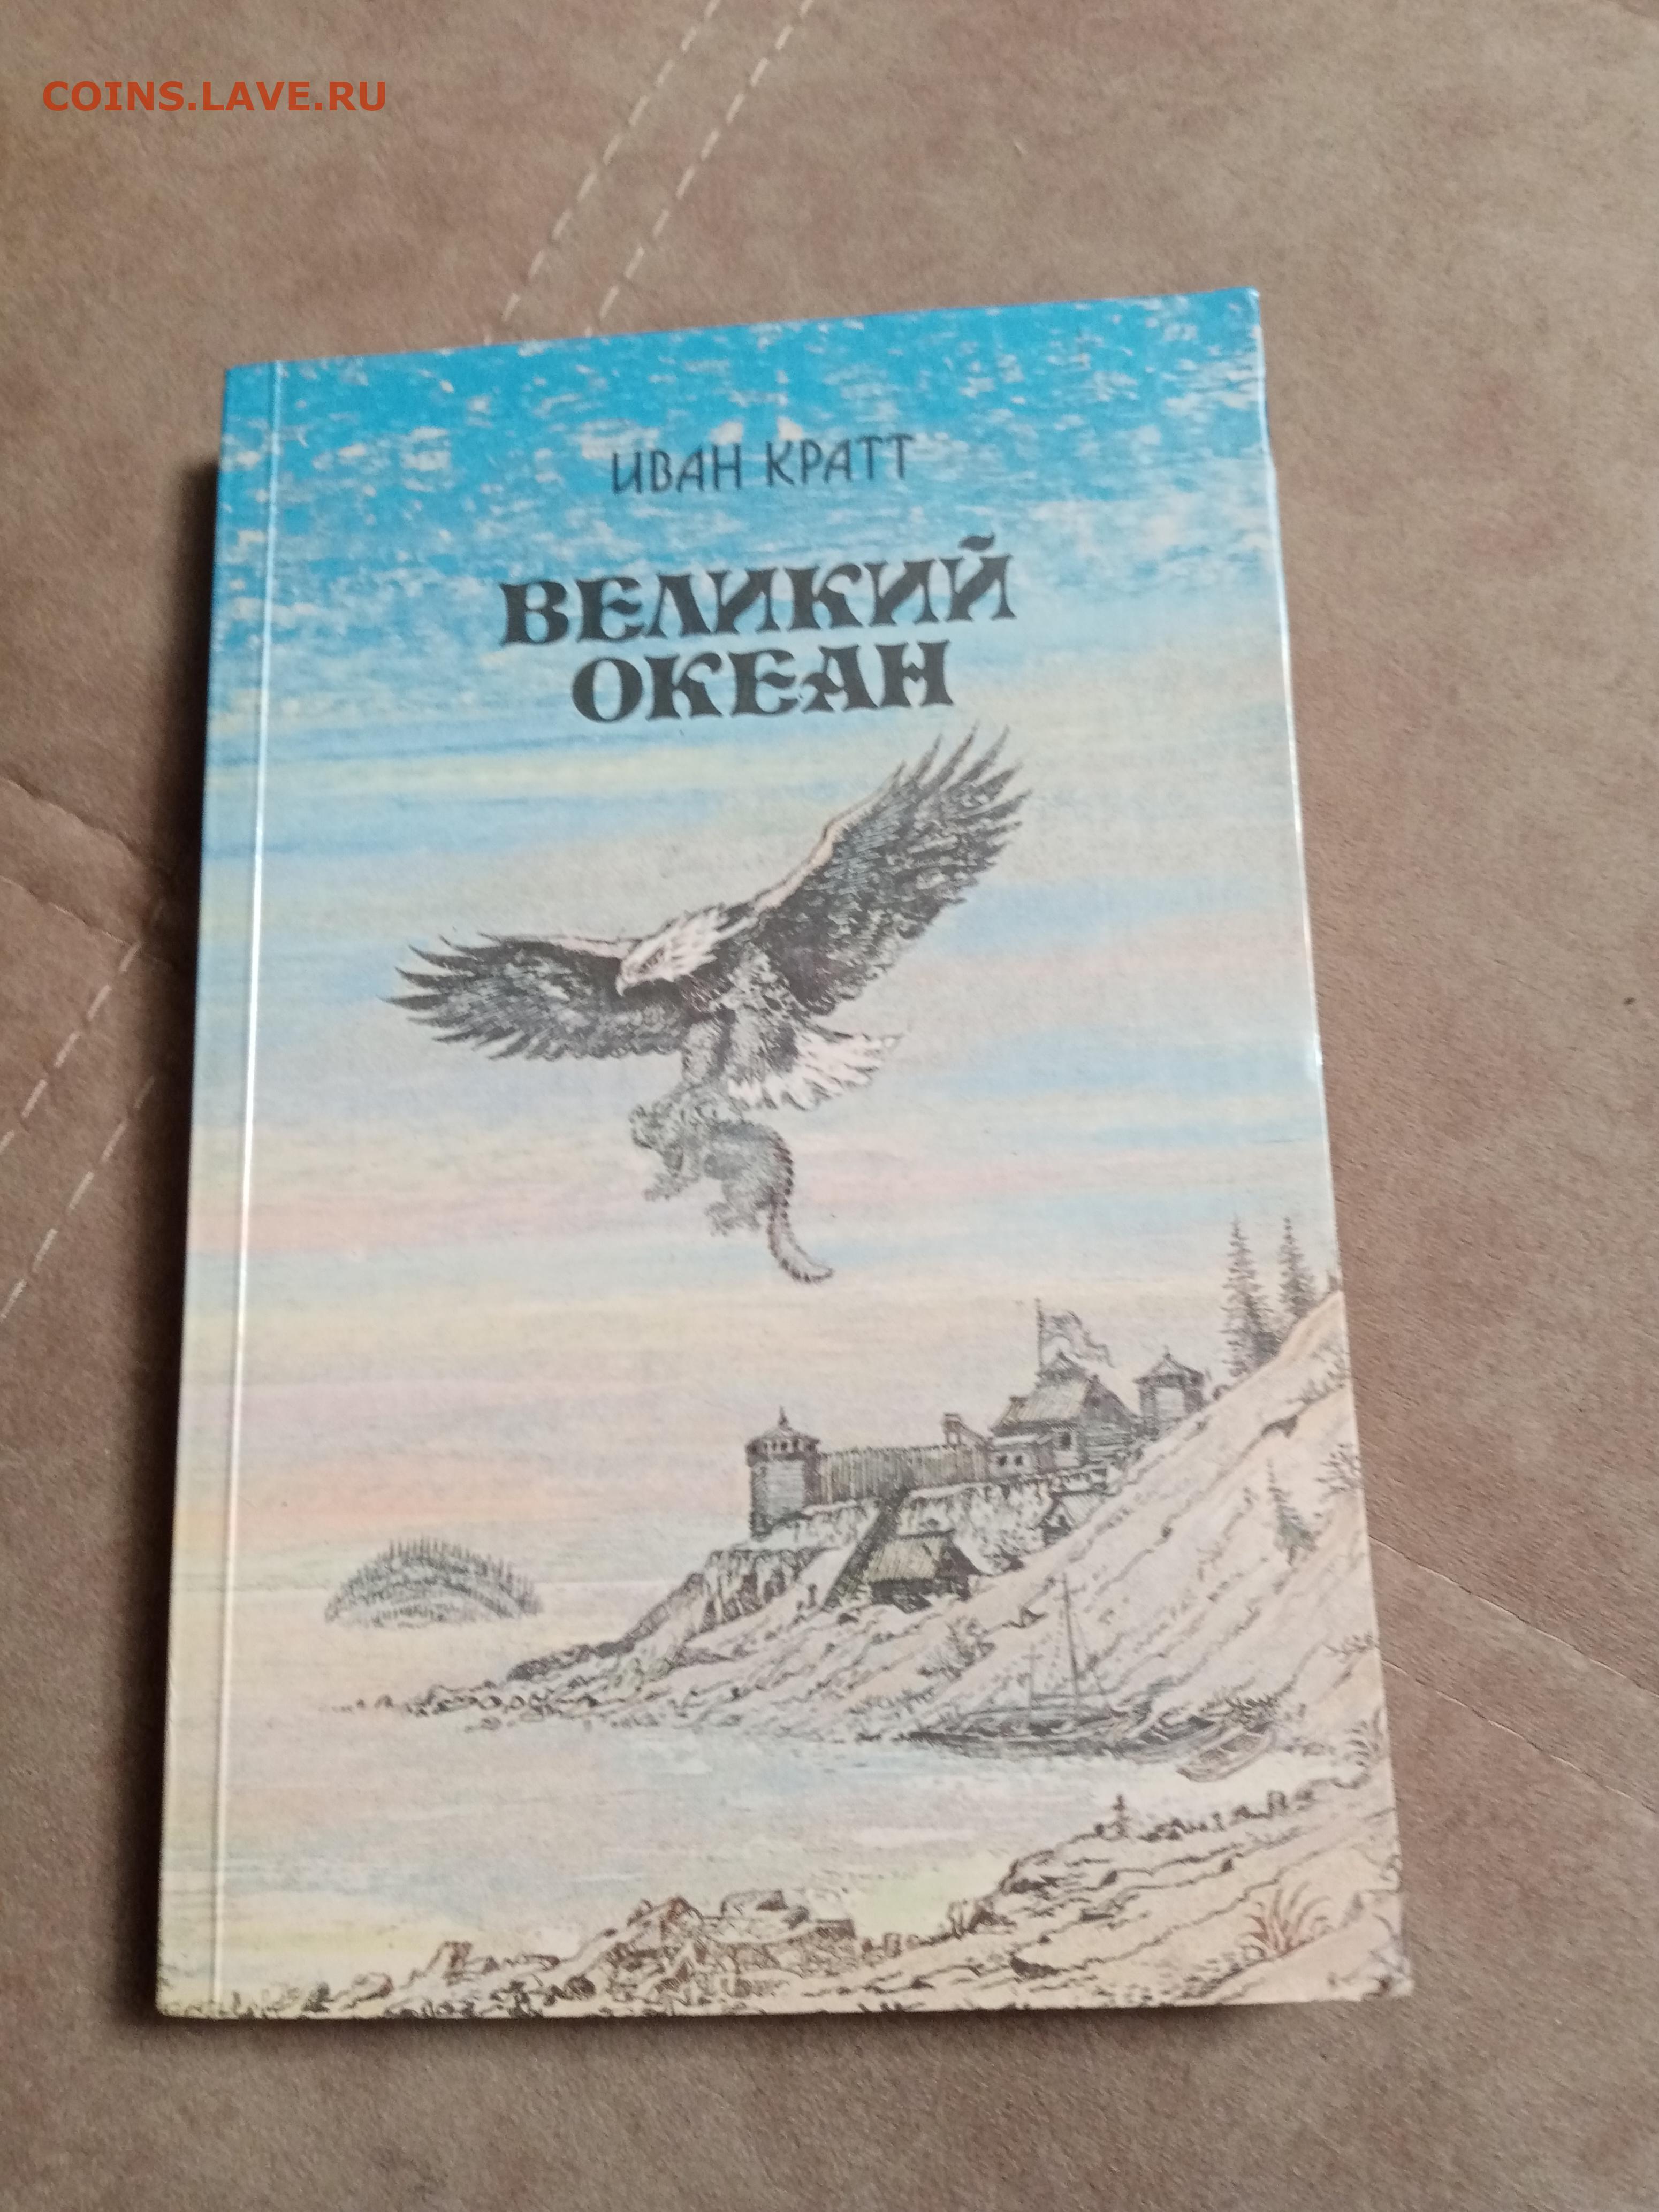 COINS.LAVE.RU
ИВАН КРАТТ
ВЕЛИКИЙ
ОКЕАН